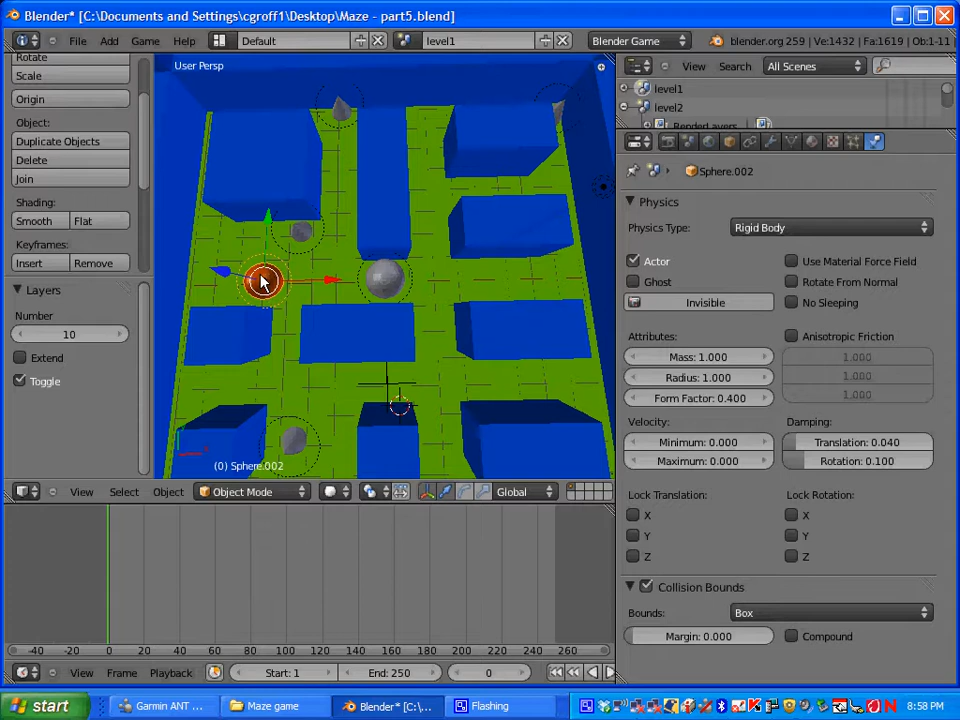 Blender* [C:\Documents and Settings\cgroff1\Desktop\Maze - part5.blend]
File Add Game Help Default level1 Blender Game blender.org 259 | Ve:1432 | Fa:1619 | Ob:1-11
Rotate
Scale
Origin
Object:
Duplicate Objects
Delete
Join
Shading:
Smooth Flat
Keyframes:
Insert Remove
Layers
Number
10
Extend
Toggle
User Persp
(0) Sphere.002
View Select Object Object Mode Global
View Search All Scenes
level1
level2
RenderLayers
Sphere.002
Physics
Physics Type: Rigid Body
Actor Use Material Force Field
Ghost Rotate From Normal
Invisible No Sleeping
Attributes: Anisotropic Friction
Mass: 1.000 1.000
Radius: 1.000 1.000
Form Factor: 0.400 1.000
Velocity: Damping:
Minimum: 0.000 Translation: 0.040
Maximum: 0.000 Rotation: 0.100
Lock Translation: Lock Rotation:
X X
Y Y
Z Z
Collision Bounds
Bounds: Box
Margin: 0.000 Compound
-40 -20 0 20 40 60 80 100 120 140 160 180 200 220 240 260 280
View Frame Playback Start: 1 End: 250 0
start Garmin ANT ... Maze game Blender* [C:\... Flashing 8:58 PM